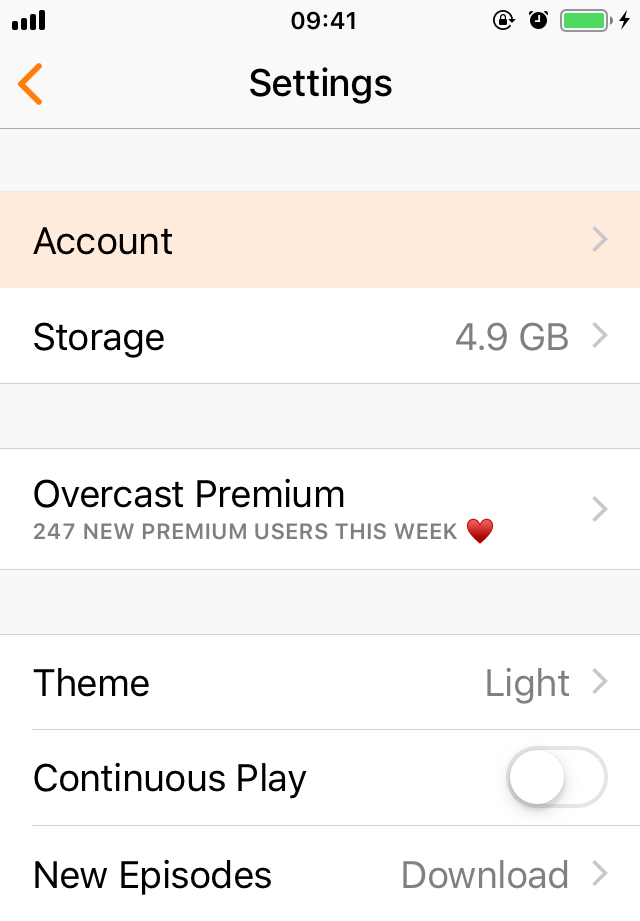 09:41
Settings
Account
Storage 4.9 GB
Overcast Premium
247 NEW PREMIUM USERS THIS WEEK ♥️
Theme Light
Continuous Play
New Episodes Download